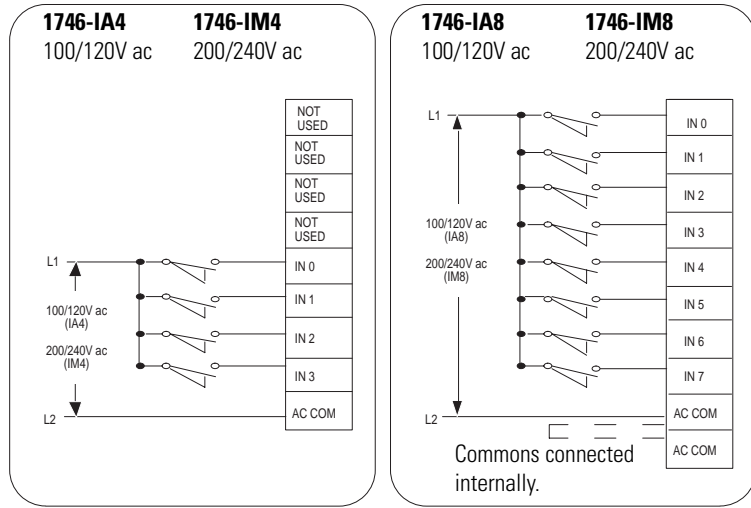 1746-IA4 1746-IM4
100/120V ac 200/240V ac
NOT
USED
NOT
USED
NOT
USED
NOT
USED
L1
IN 0
IN 1
100/120V ac
(IA4)
IN 2
200/240V ac
(IM4)
IN 3
L2
AC COM
1746-IA8 1746-IM8
100/120V ac 200/240V ac
L1
IN 0
IN 1
IN 2
100/120V ac
(IA8)
IN 3
200/240V ac
(IM8)
IN 4
IN 5
IN 6
IN 7
L2
AC COM
AC COM
Commons connected
internally.